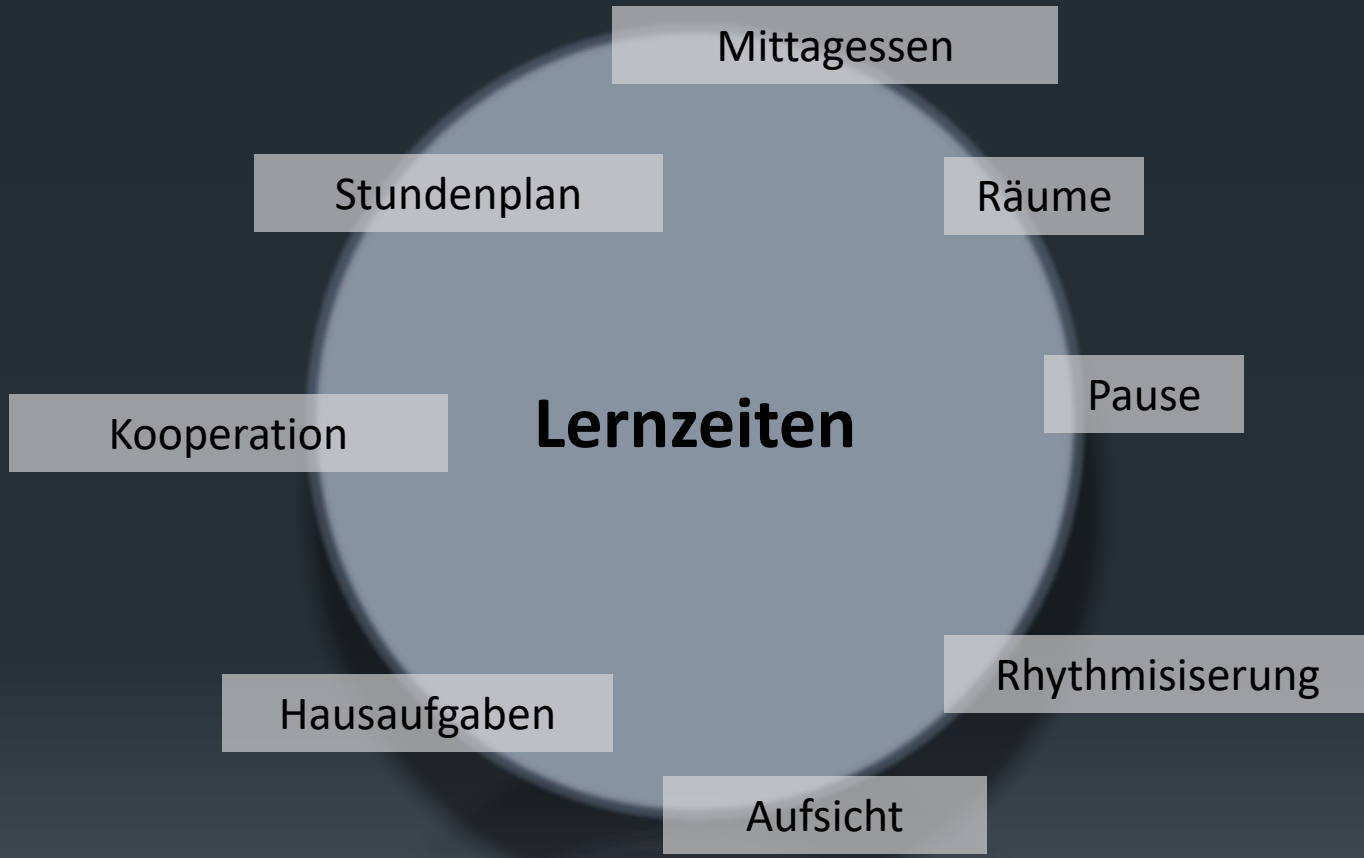 Mittagessen
Stundenplan
Räume
Pause
Kooperation
Lernzeiten
Rhythmisiserung
Hausaufgaben
Aufsicht